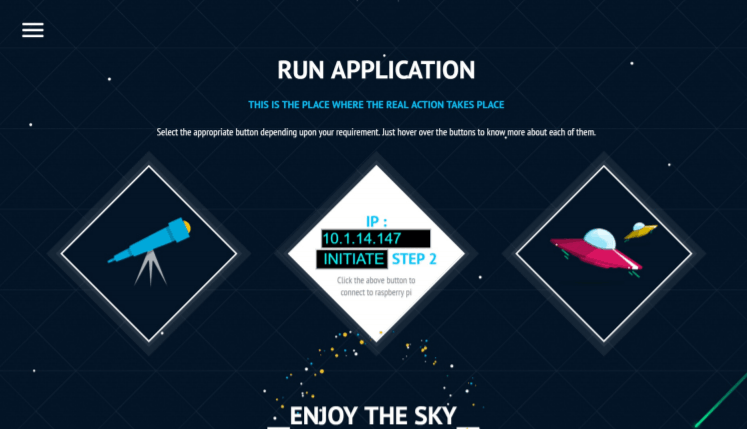 RUN APPLICATION
THIS IS THE PLACE WHERE THE REAL ACTION TAKES PLACE
Select the appropriate button depending upon your requirement. Just hover over the buttons to know more about each of them.
IP :
10.1.14.147
INITIATE STEP 2
Click the above button to
connect to raspberry pi
__ENJOY THE SKY__